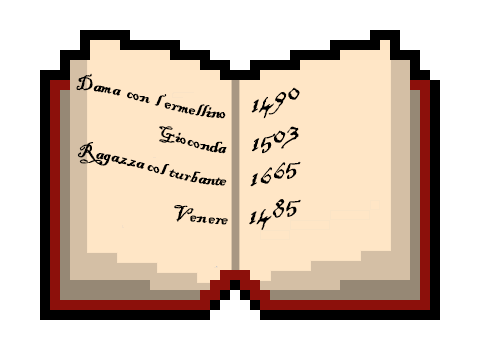 Dama con l'ermellino 1490
Gioconda 1503
Ragazza col turbante 1665
Venere 1485